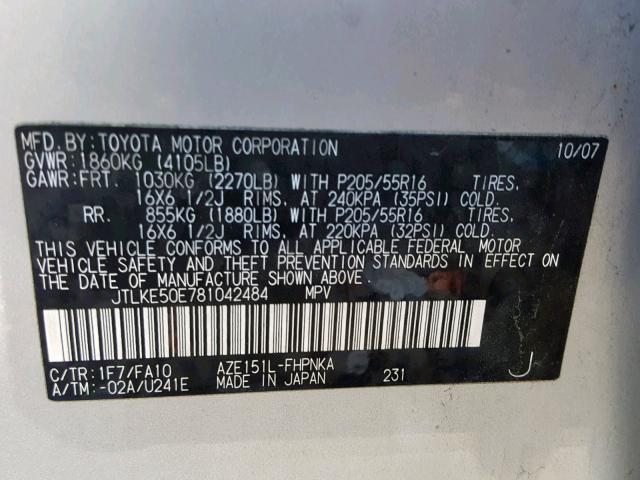 MFD.BY:TOYOTA MOTOR CORPORATION 10/07
GVWR:1860KG (4105LB)
GAWR:FRT. 1030KG (2270LB) WITH P205/55R16 TIRES,
16X6 1/2J RIMS, AT 240KPA (35PSI) COLD.
RR. 855KG (1880LB) WITH P205/55R16 TIRES,
16X6 1/2J RIMS, AT 220KPA (32PSI) COLD.
THIS VEHICLE CONFORMS TO ALL APPLICABLE FEDERAL MOTOR
VEHICLE SAFETY AND THEFT PREVENTION STANDARDS IN EFFECT ON
THE DATE OF MANUFACTURE SHOWN ABOVE.
JTLKE50E781042484 MPV
C/TR:1F7/FA10 AZE151L-FHPNKA
A/TM:-02A/U241E MADE IN JAPAN 231 J